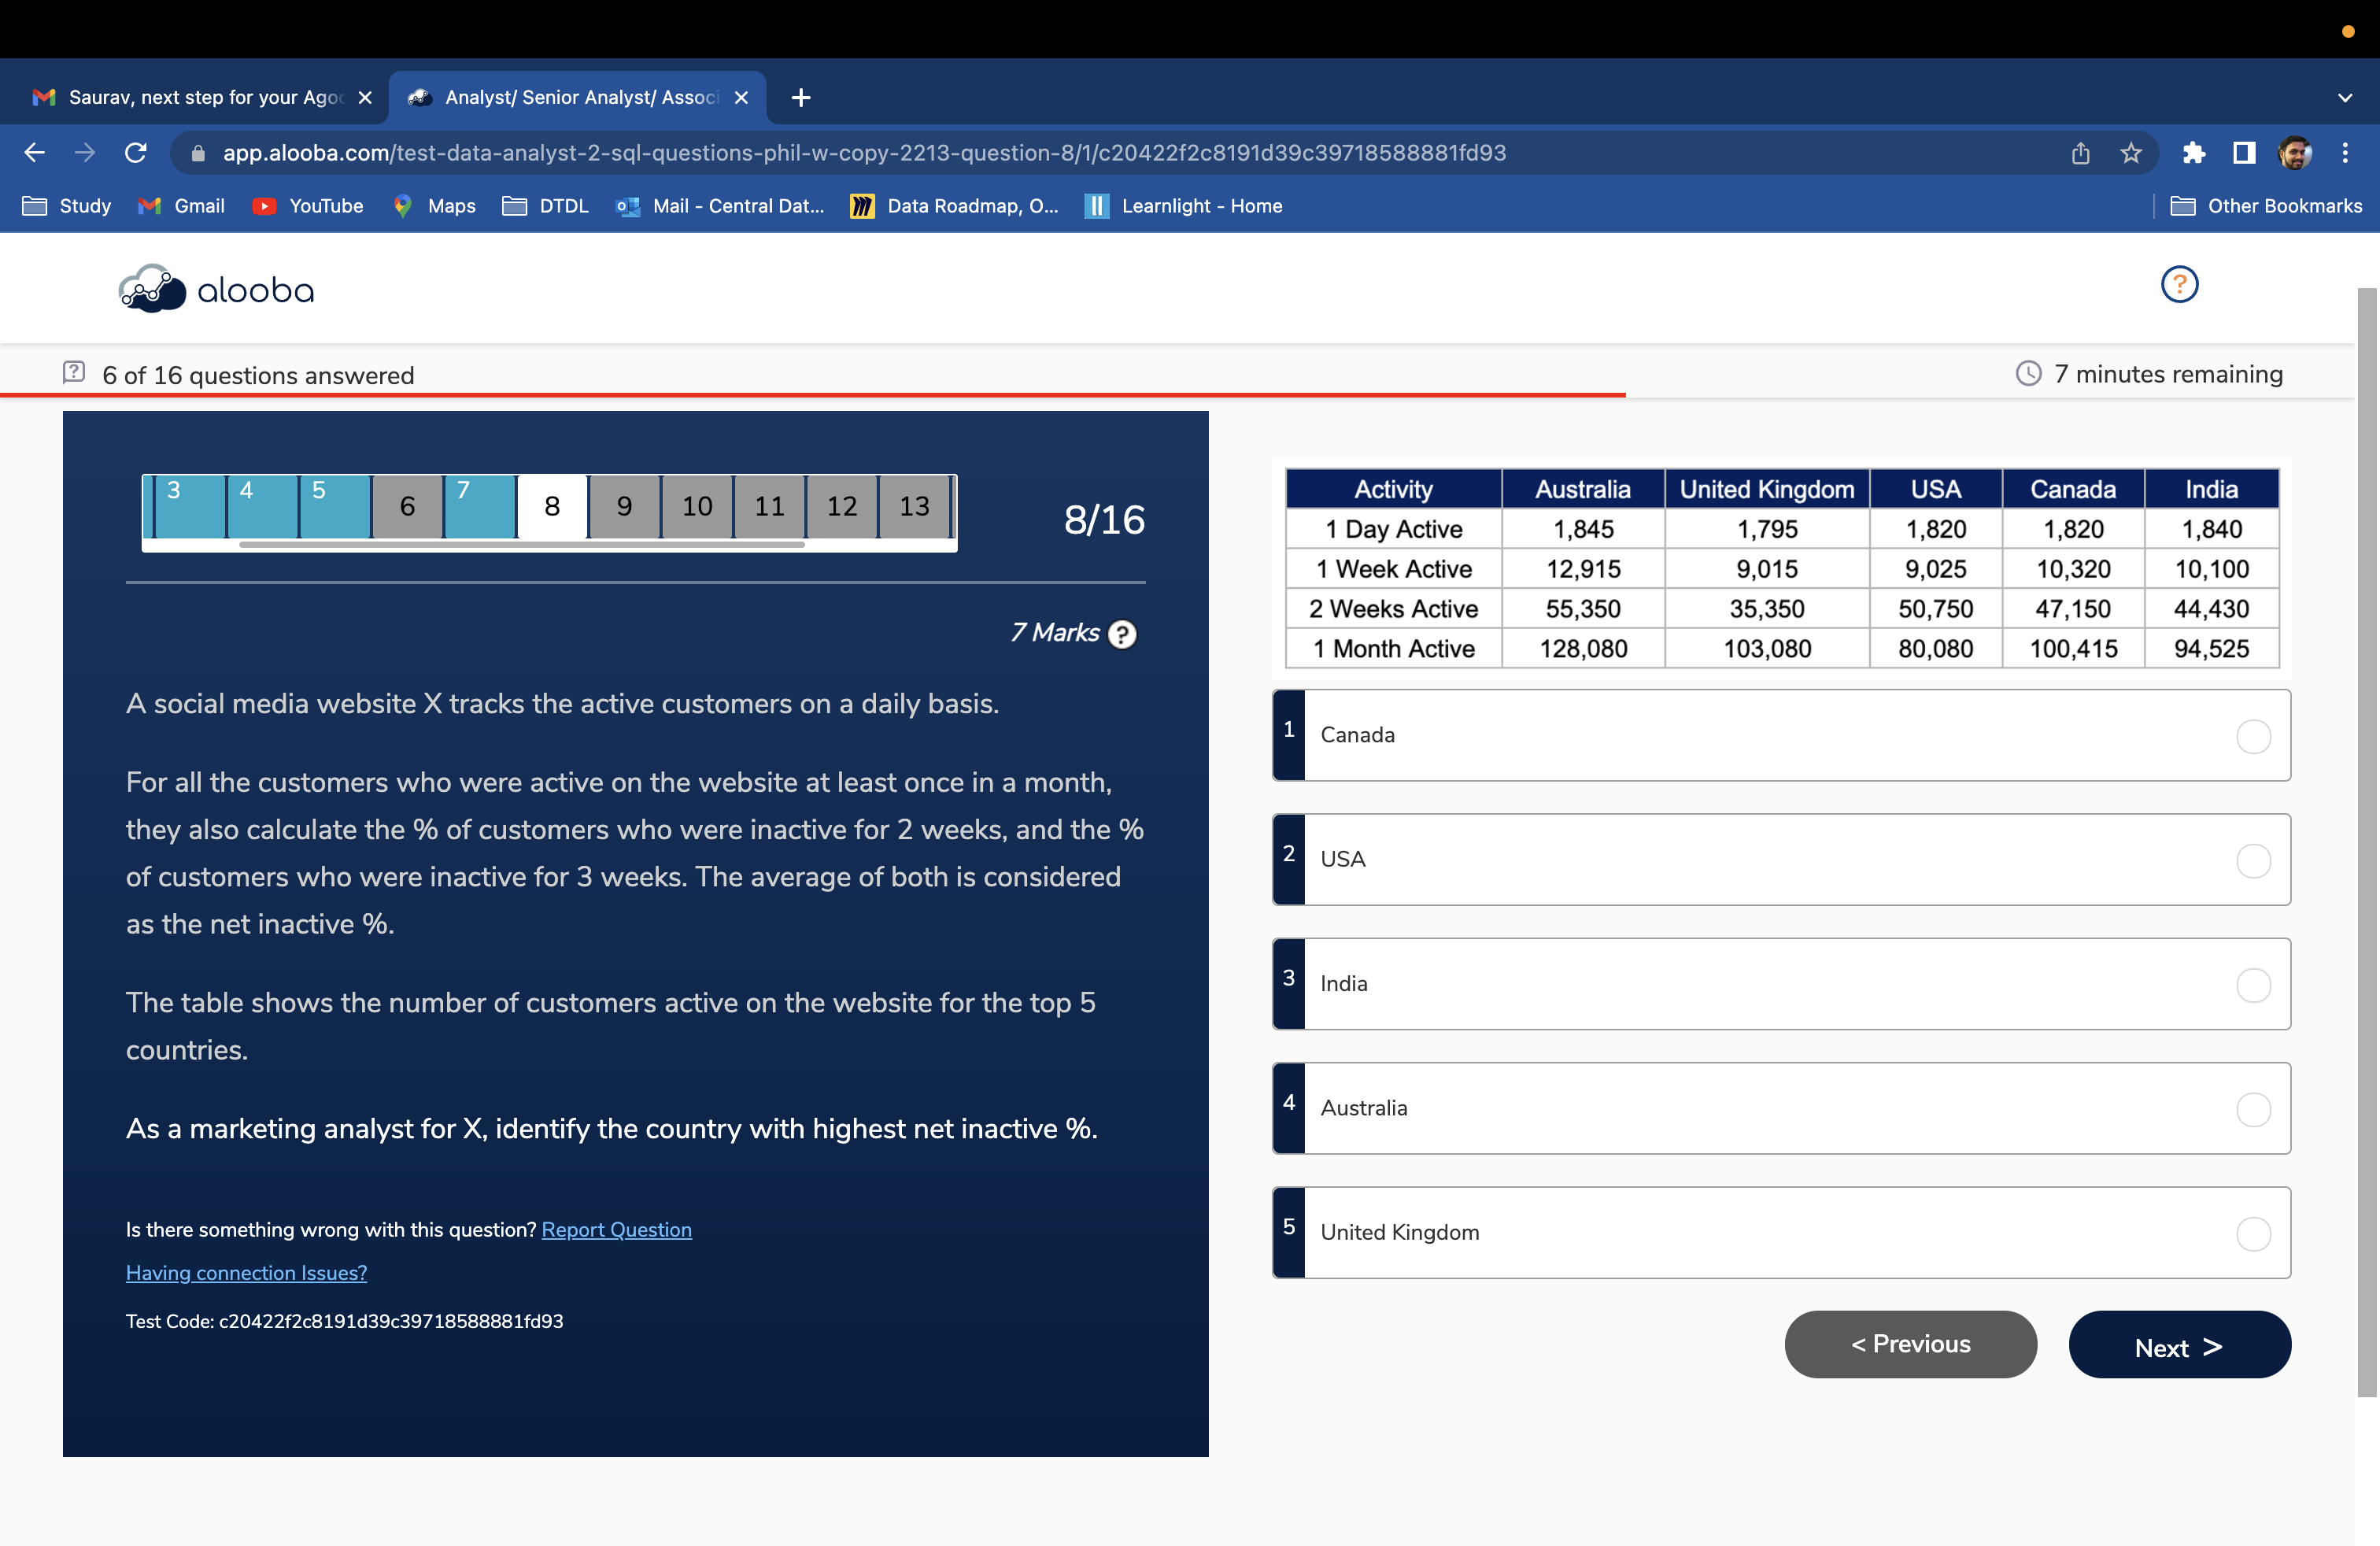 Saurav, next step for your Ago
Analyst/ Senior Analyst/ Assoc
app.alooba.com/test-data-analyst-2-sql-questions-phil-w-copy-2213-question-8/1/c20422f2c8191d39c39718588881fd93
Study Gmail YouTube Maps DTDL Mail - Central Dat... Data Roadmap, O... Learnlight - Home Other Bookmarks
alooba
?
6 of 16 questions answered
7 minutes remaining
3 4 5 6 7 8 9 10 11 12 13
8/16
7 Marks ?
A social media website X tracks the active customers on a daily basis.
For all the customers who were active on the website at least once in a month,
they also calculate the % of customers who were inactive for 2 weeks, and the %
of customers who were inactive for 3 weeks. The average of both is considered
as the net inactive %.
The table shows the number of customers active on the website for the top 5
countries.
As a marketing analyst for X, identify the country with highest net inactive %.
Is there something wrong with this question? Report Question
Having connection Issues?
Test Code: c20422f2c8191d39c39718588881fd93
Activity Australia United Kingdom USA Canada India
1 Day Active 1,845 1,795 1,820 1,820 1,840
1 Week Active 12,915 9,015 9,025 10,320 10,100
2 Weeks Active 55,350 35,350 50,750 47,150 44,430
1 Month Active 128,080 103,080 80,080 100,415 94,525
1 Canada
2 USA
3 India
4 Australia
5 United Kingdom
< Previous
Next >